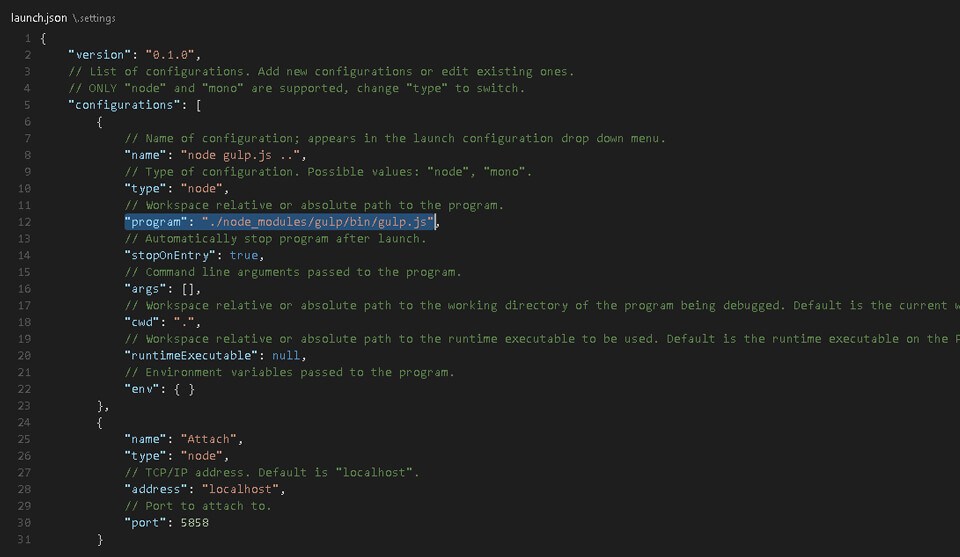 launch.json \.settings
1 {
2 "version": "0.1.0",
3 // List of configurations. Add new configurations or edit existing ones.
4 // ONLY "node" and "mono" are supported, change "type" to switch.
5 "configurations": [
6 {
7 // Name of configuration; appears in the launch configuration drop down menu.
8 "name": "node gulp.js ..",
9 // Type of configuration. Possible values: "node", "mono".
10 "type": "node",
11 // Workspace relative or absolute path to the program.
12 "program": "./node_modules/gulp/bin/gulp.js",
13 // Automatically stop program after launch.
14 "stopOnEntry": true,
15 // Command line arguments passed to the program.
16 "args": [],
17 // Workspace relative or absolute path to the working directory of the program being debugged. Default is the current w
18 "cwd": ".",
19 // Workspace relative or absolute path to the runtime executable to be used. Default is the runtime executable on the P
20 "runtimeExecutable": null,
21 // Environment variables passed to the program.
22 "env": { }
23 },
24 {
25 "name": "Attach",
26 "type": "node",
27 // TCP/IP address. Default is "localhost".
28 "address": "localhost",
29 // Port to attach to.
30 "port": 5858
31 }